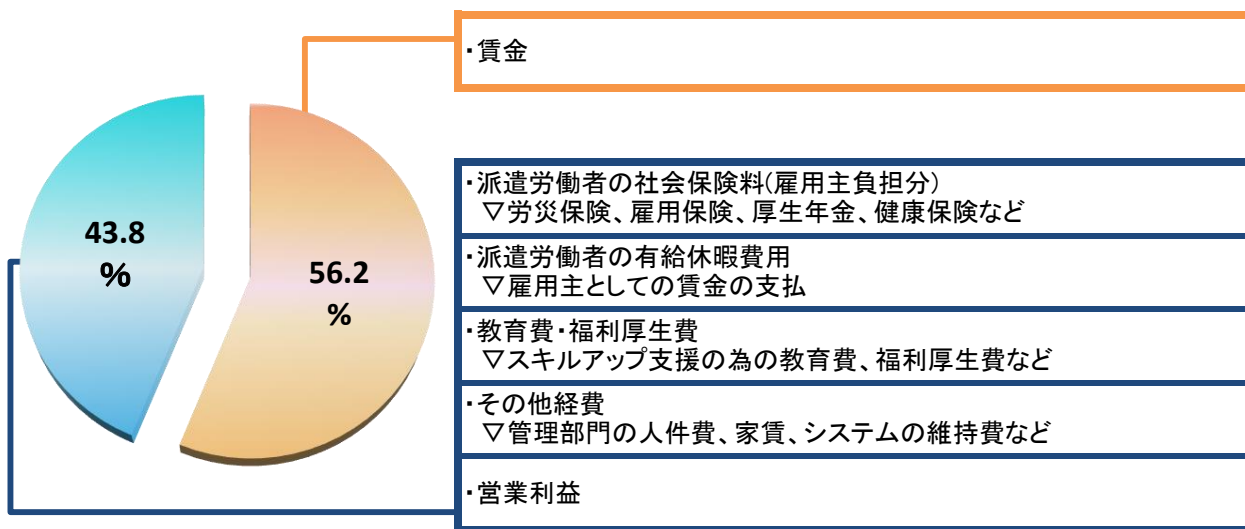 ・賃金
・派遣労働者の社会保険料(雇用主負担分)
▽労災保険、雇用保険、厚生年金、健康保険など
・派遣労働者の有給休暇費用
▽雇用主としての賃金の支払
・教育費・福利厚生費
▽スキルアップ支援の為の教育費、福利厚生費など
・その他経費
▽管理部門の人件費、家賃、システムの維持費など
・営業利益
43.8
%
56.2
%